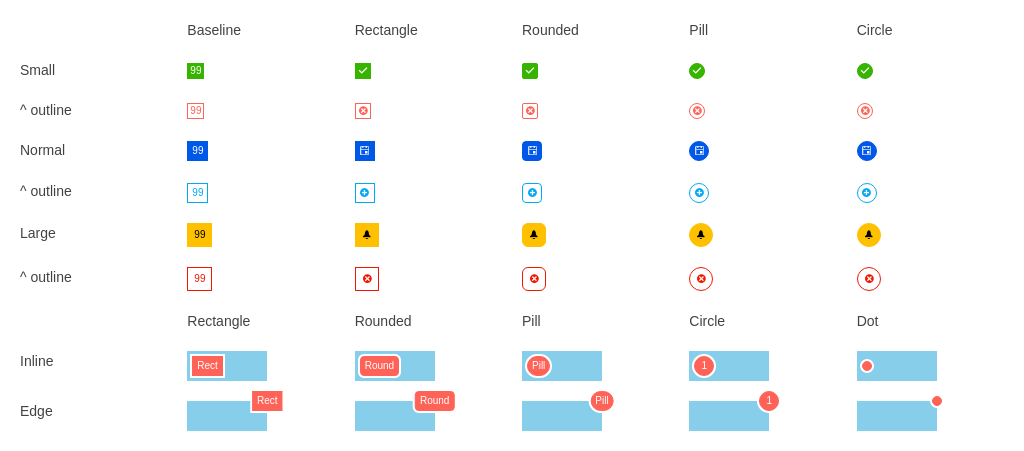 Baseline Rectangle Rounded Pill Circle
Small 99
^ outline 99
Normal 99
^ outline 99
Large 99
^ outline 99
Rectangle Rounded Pill Circle Dot
Inline Rect Round Pill 1
Edge Rect Round Pill 1